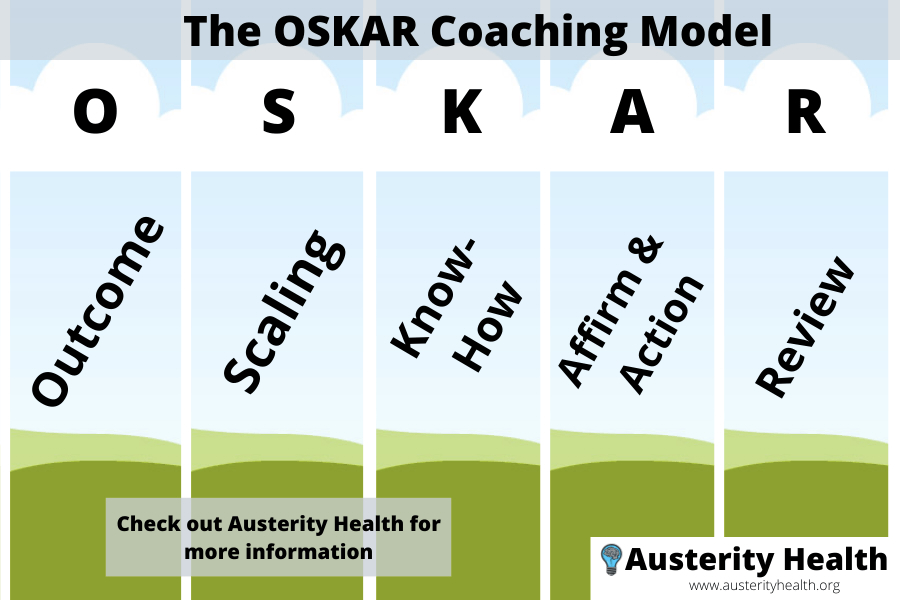 The OSKAR Coaching Model
O S K A R
Outcome
Scaling
Know-
How
Affirm &
Action
Review
Check out Austerity Health for
more information
Austerity Health
www.austerityhealth.org